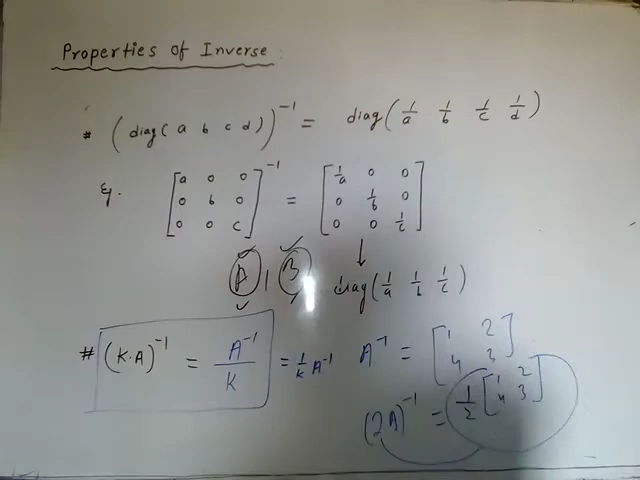 Properties of Inverse :
# (diag( a b c d ))⁻¹ = diag( 1/a 1/b 1/c 1/d )
Eg. [a 0 0; 0 b 0; 0 0 c]⁻¹ = [1/a 0 0; 0 1/b 0; 0 0 1/c]
A, B
diag( 1/a 1/b 1/c )
# (K·A)⁻¹ = A⁻¹/K = 1/K A⁻¹
A⁻¹ = [1 2; 4 3]
(2A)⁻¹ = 1/2 [1 2; 4 3]